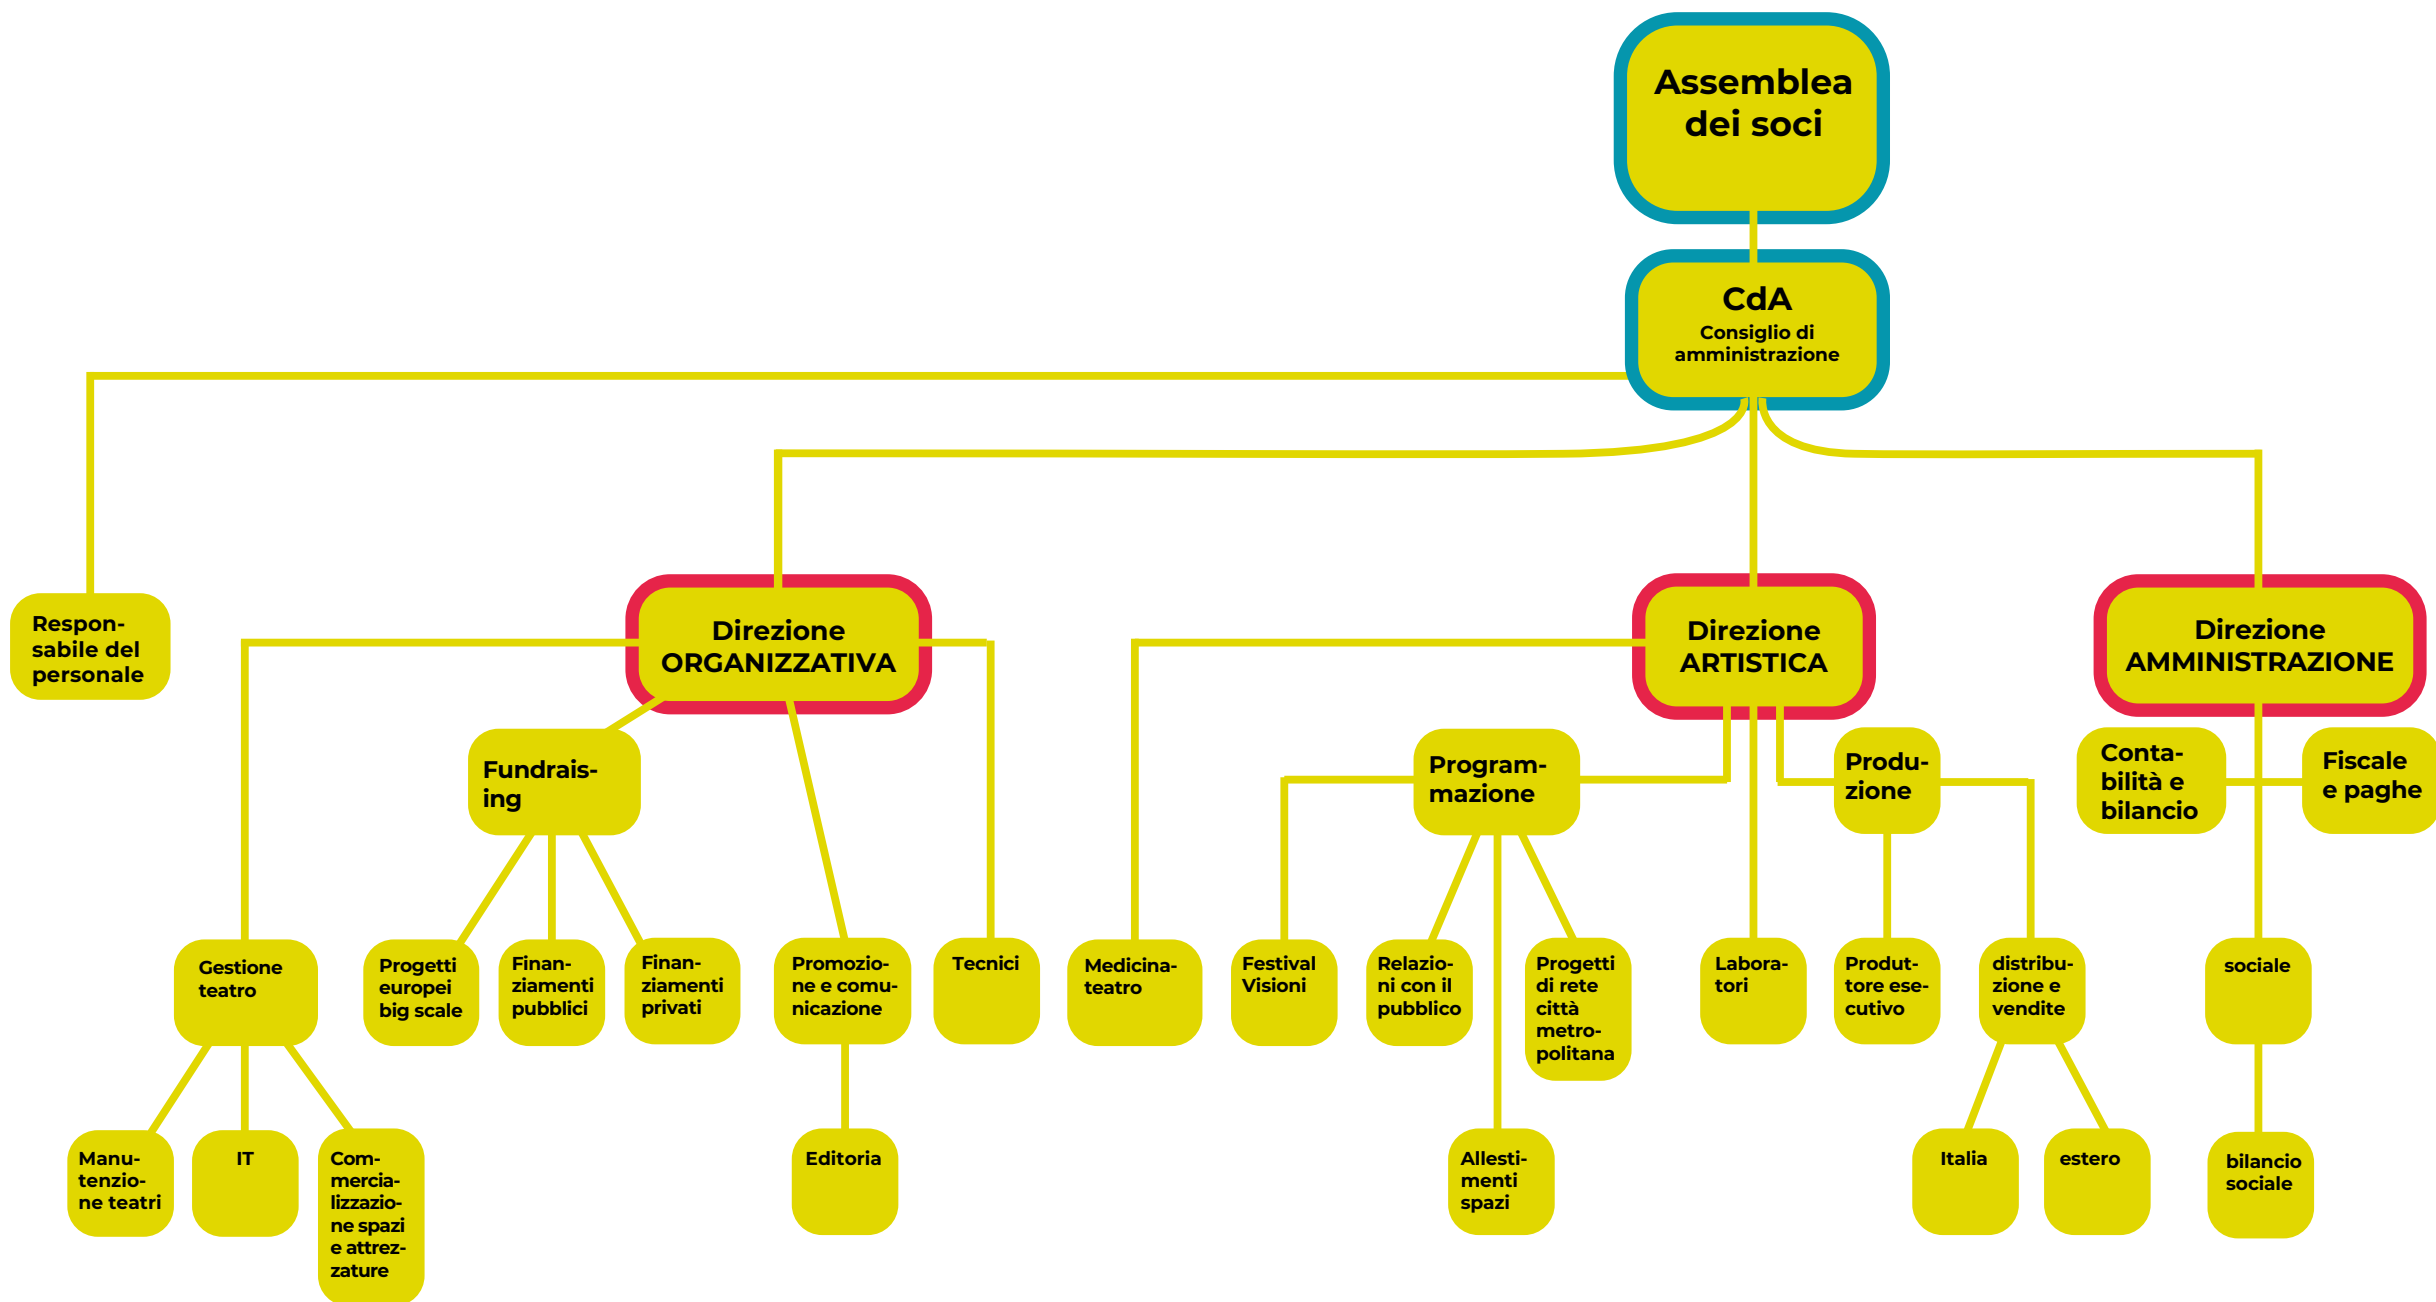 Assemblea
dei soci
CdA
Consiglio di
amministrazione
Respon-
sabile del
personale
Direzione
ORGANIZZATIVA
Direzione
ARTISTICA
Direzione
AMMINISTRAZIONE
Fundrais-
ing
Program-
mazione
Produ-
zione
Conta-
bilità e
bilancio
Fiscale
e paghe
Gestione
teatro
Progetti
europei
big scale
Finan-
ziamenti
pubblici
Finan-
ziamenti
privati
Promozio-
ne e comu-
nicazione
Tecnici
Medicina-
teatro
Festival
Visioni
Relazio-
ni con il
pubblico
Progetti
di rete
città
metro-
politana
Labora-
tori
Produt-
tore ese-
cutivo
distribu-
zione e
vendite
sociale
Manu-
tenzio-
ne teatri
IT
Com-
mercia-
lizzazio-
ne spazi
e attrez-
zature
Editoria
Allesti-
menti
spazi
Italia
estero
bilancio
sociale